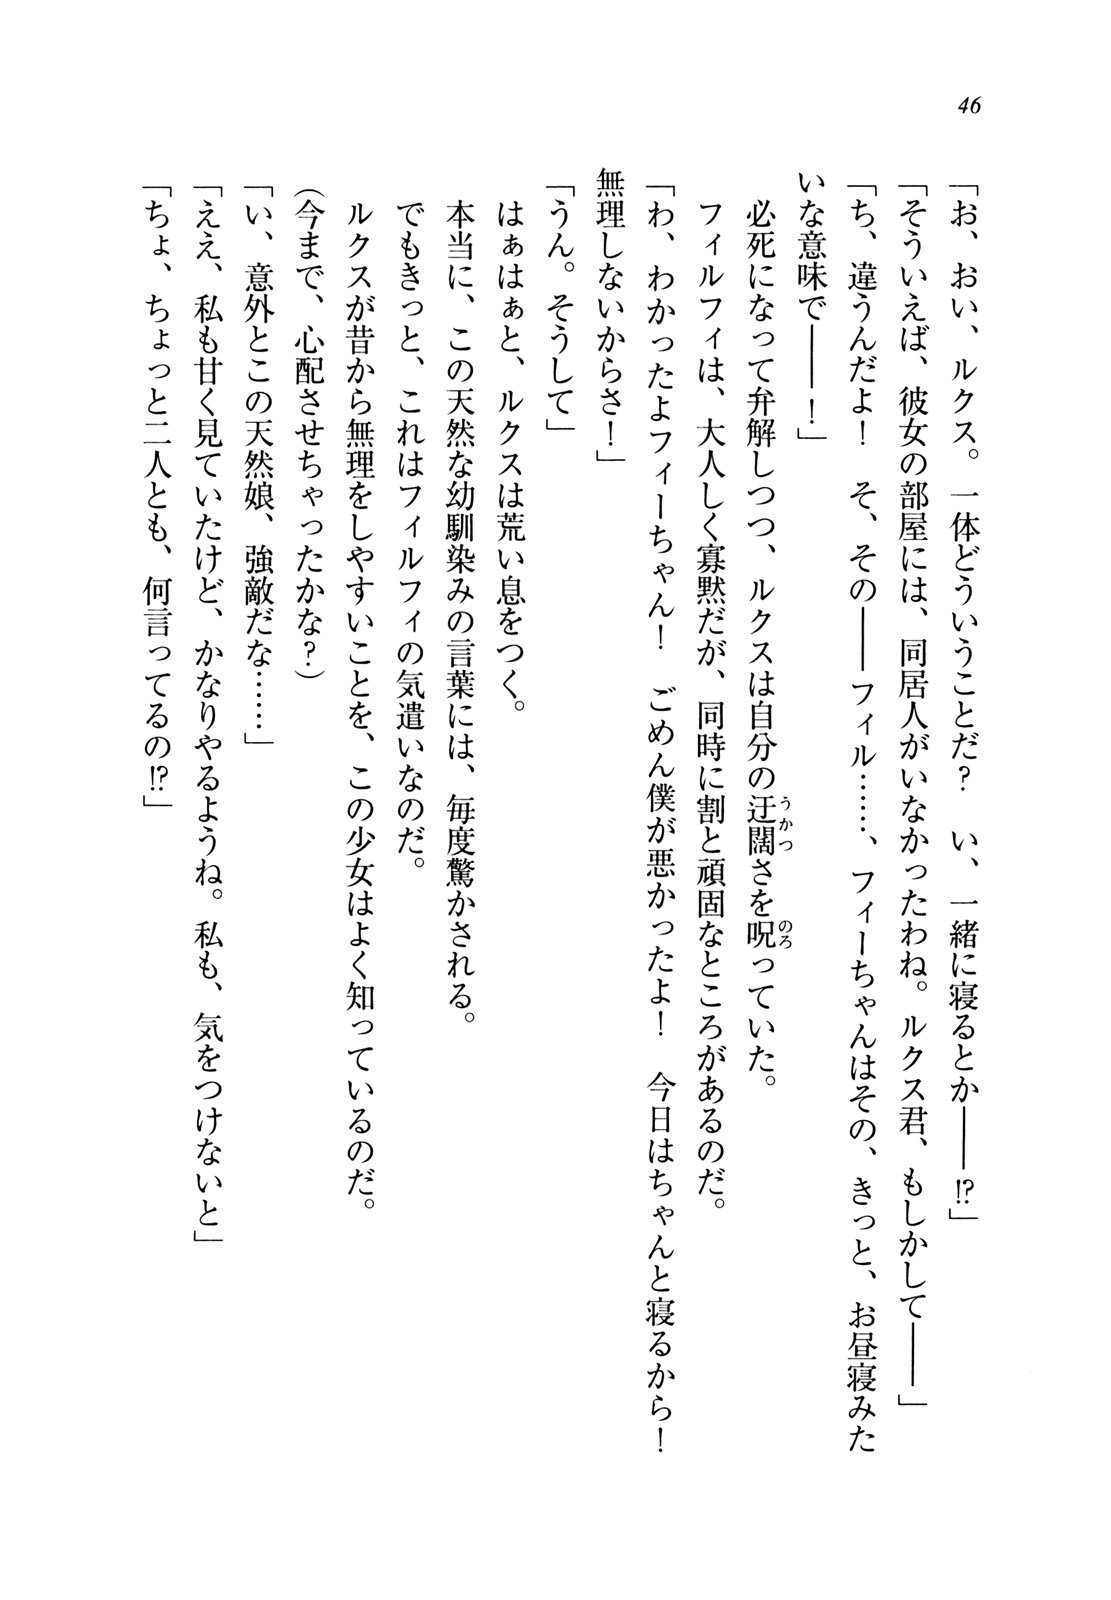 46
「お、おい、ルクス。一体どういうことだ？　い、一緒に寝るとか――!?」
「そういえば、彼女の部屋には、同居人がいなかったわね。ルクス君、もしかして――」
「ち、違うんだよ！　そ、その――フィル……、フィーちゃんはその、きっと、お昼寝みた
いな意味で――！」
　必死になって弁解しつつ、ルクスは自分の迂闊さを呪っていた。
うかつ
のろ
　フィルフィは、大人しく寡黙だが、同時に割と頑固なところがあるのだ。
「わ、わかったよフィーちゃん！　ごめん僕が悪かったよ！　今日はちゃんと寝るから！
無理しないからさ！」
「うん。そうして」
　はぁはぁと、ルクスは荒い息をつく。
　本当に、この天然な幼馴染みの言葉には、毎度驚かされる。
　でもきっと、これはフィルフィの気遣いなのだ。
　ルクスが昔から無理をしやすいことを、この少女はよく知っているのだ。
（今まで、心配させちゃったかな？）
「い、意外とこの天然娘、強敵だな……」
「ええ、私も甘く見ていたけど、かなりやるようね。私も、気をつけないと」
「ちょ、ちょっと二人とも、何言ってるの!?」